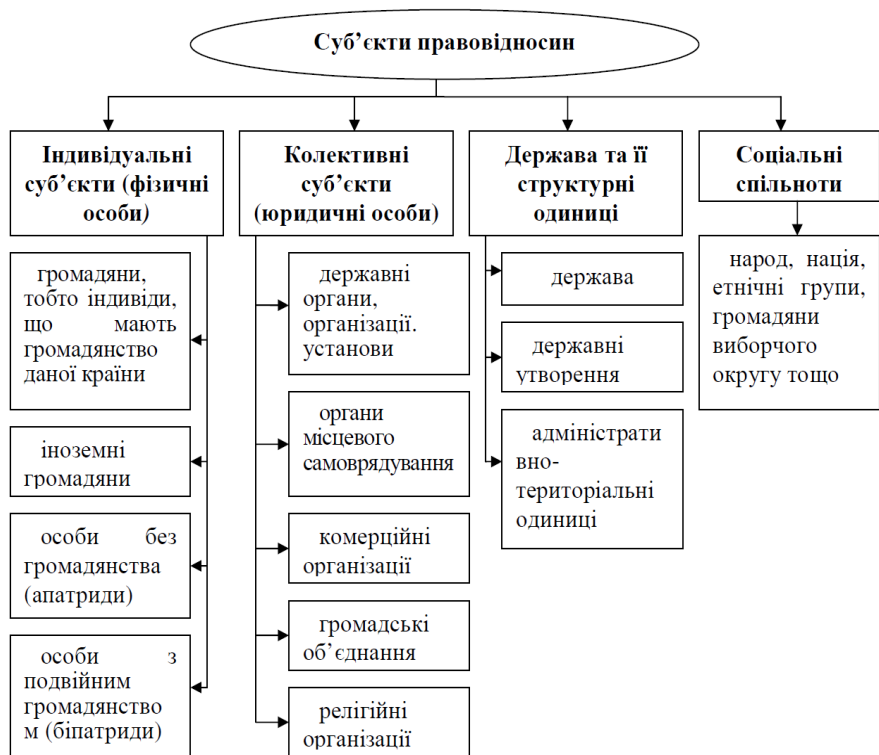 Суб’єкти правовідносин
Індивідуальні
суб’єкти (фізичні
особи)
громадяни,
тобто індивіди,
що мають
громадянство
даної країни
іноземні
громадяни
особи без
громадянства
(апатриди)
особи з
подвійним
громадянство
м (біпатриди)
Колективні
суб’єкти
(юридичні особи)
державні
органи,
організації.
установи
органи
місцевого
самоврядування
комерційні
організації
громадські
об’єднання
релігійні
організації
Держава та її
структурні
одиниці
держава
державні
утворення
адміністрати
вно-
територіальні
одиниці
Соціальні
спільноти
народ, нація,
етнічні групи,
громадяни
виборчого
округу тощо